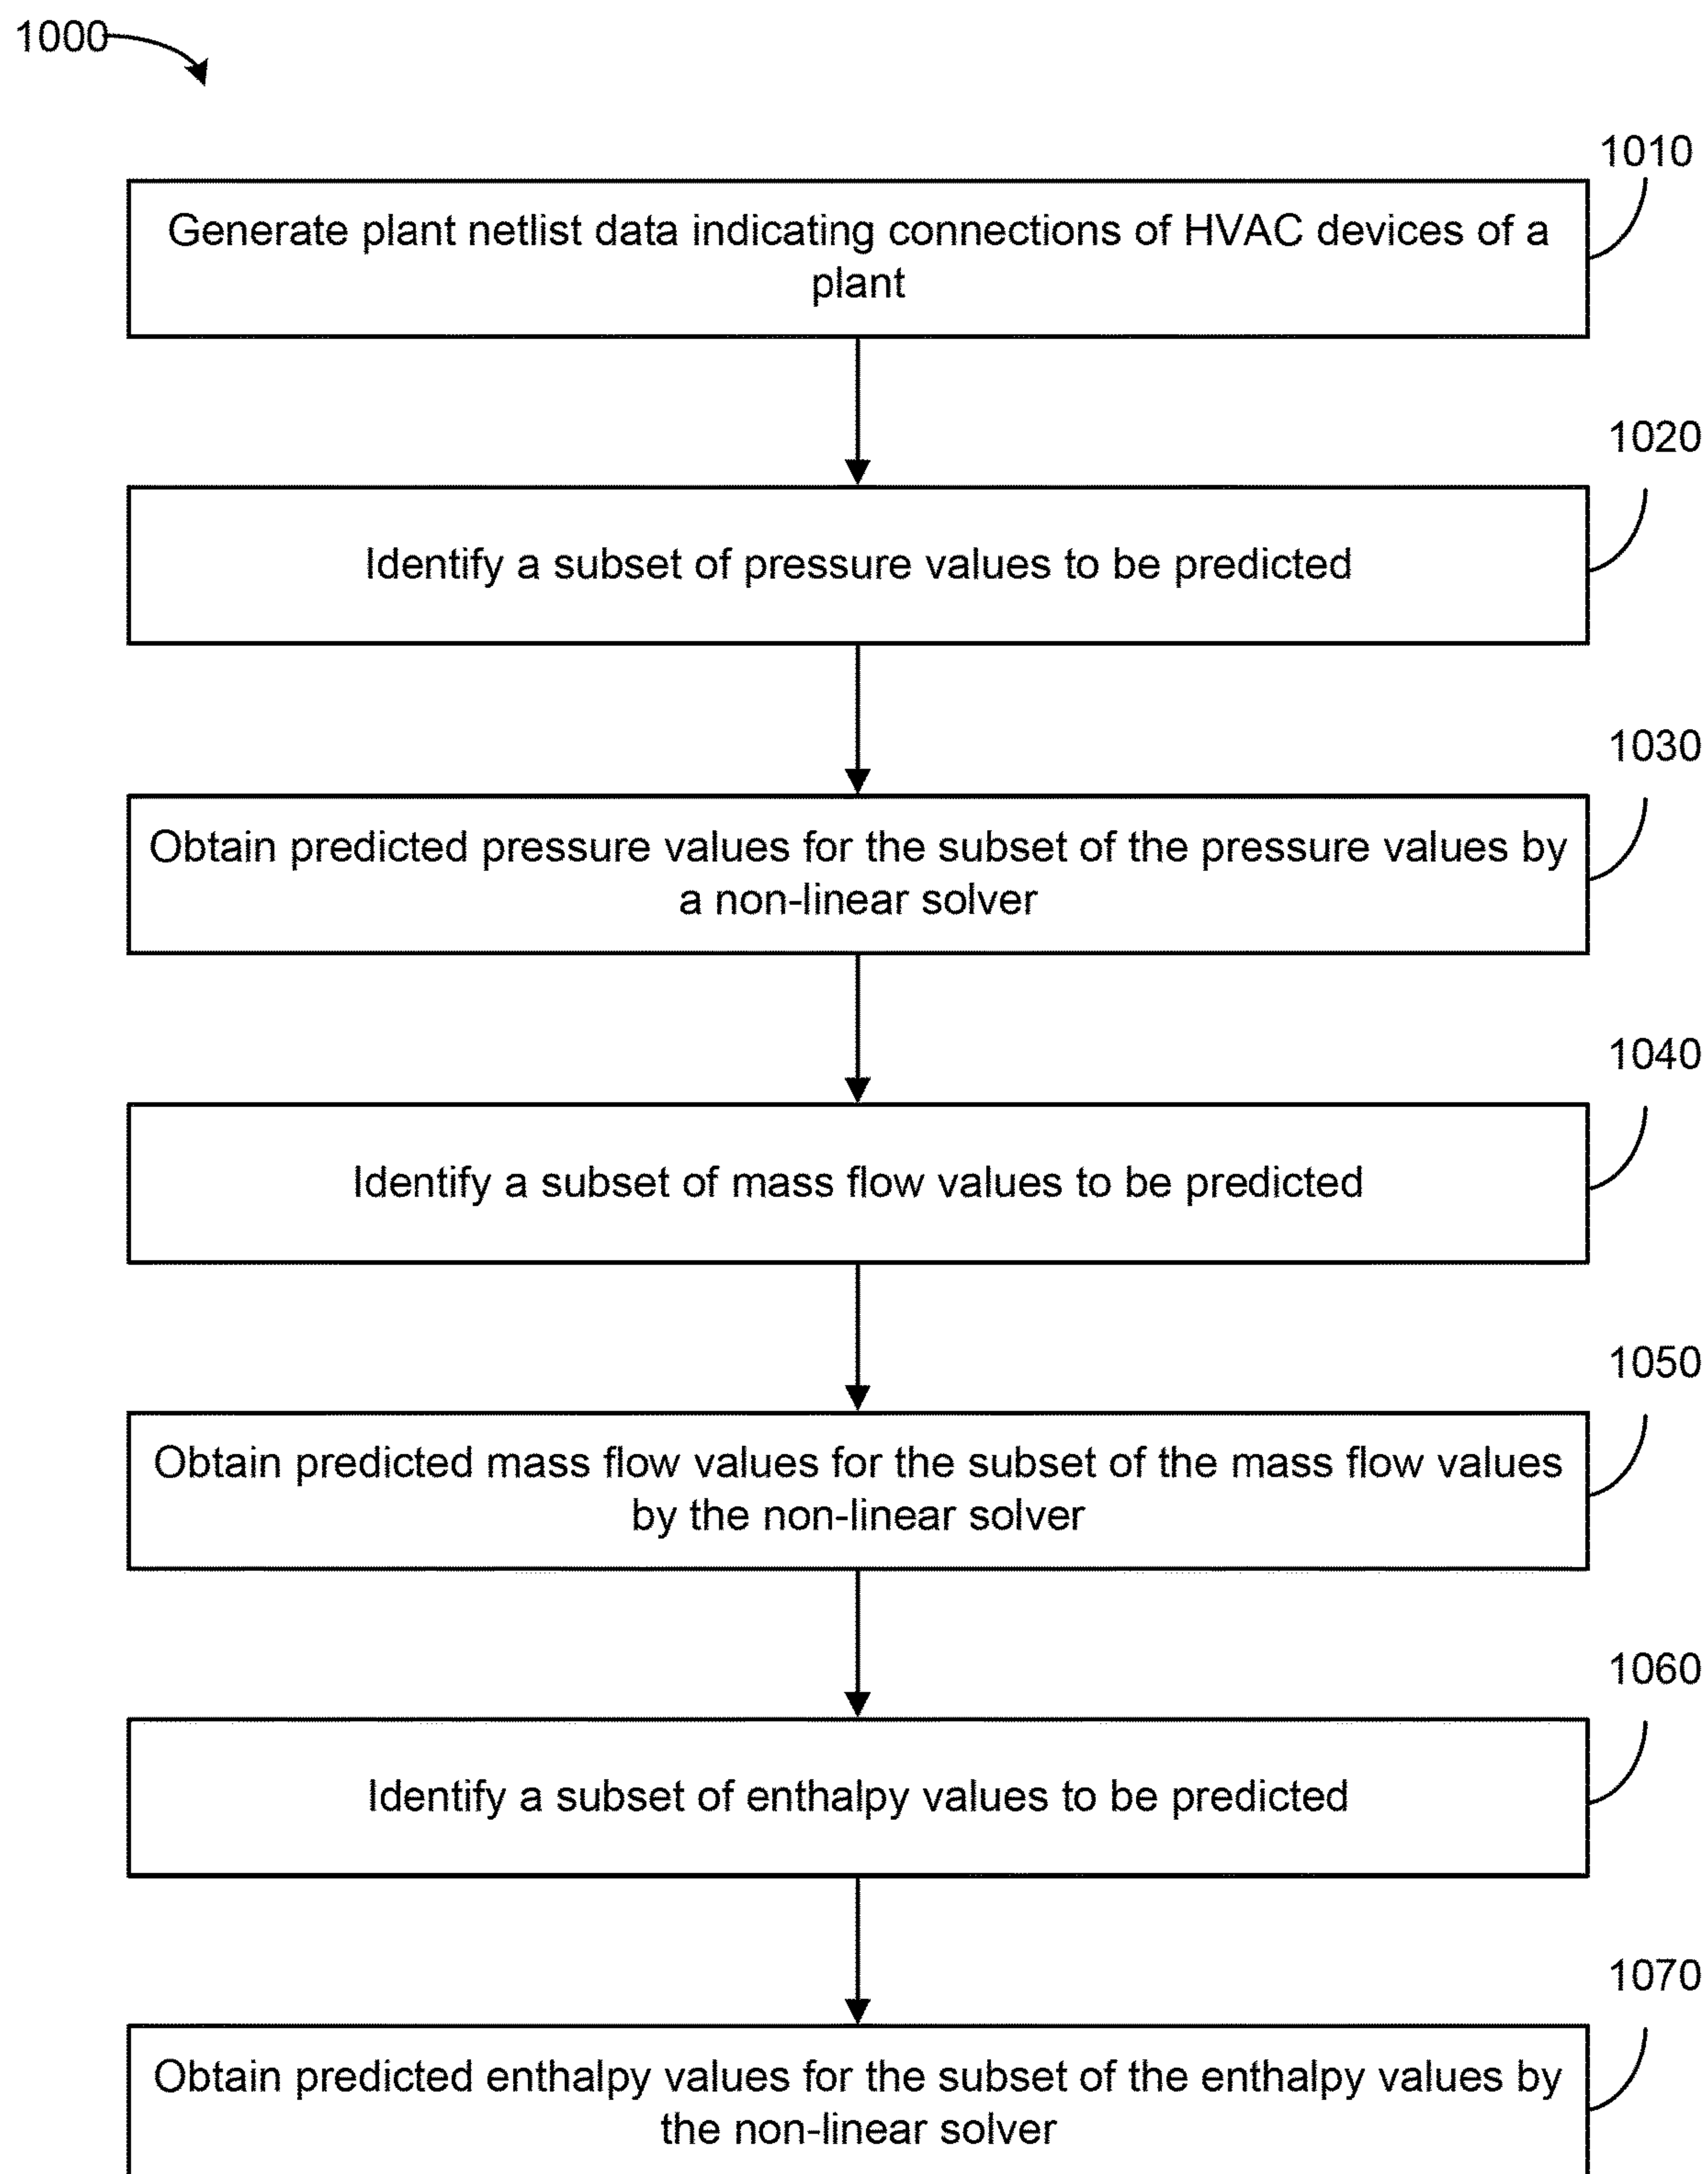 1000
1010
Generate plant netlist data indicating connections of HVAC devices of a
plant
1020
Identify a subset of pressure values to be predicted
1030
Obtain predicted pressure values for the subset of the pressure values by
a non-linear solver
1040
Identify a subset of mass flow values to be predicted
1050
Obtain predicted mass flow values for the subset of the mass flow values
by the non-linear solver
1060
Identify a subset of enthalpy values to be predicted
1070
Obtain predicted enthalpy values for the subset of the enthalpy values by
the non-linear solver